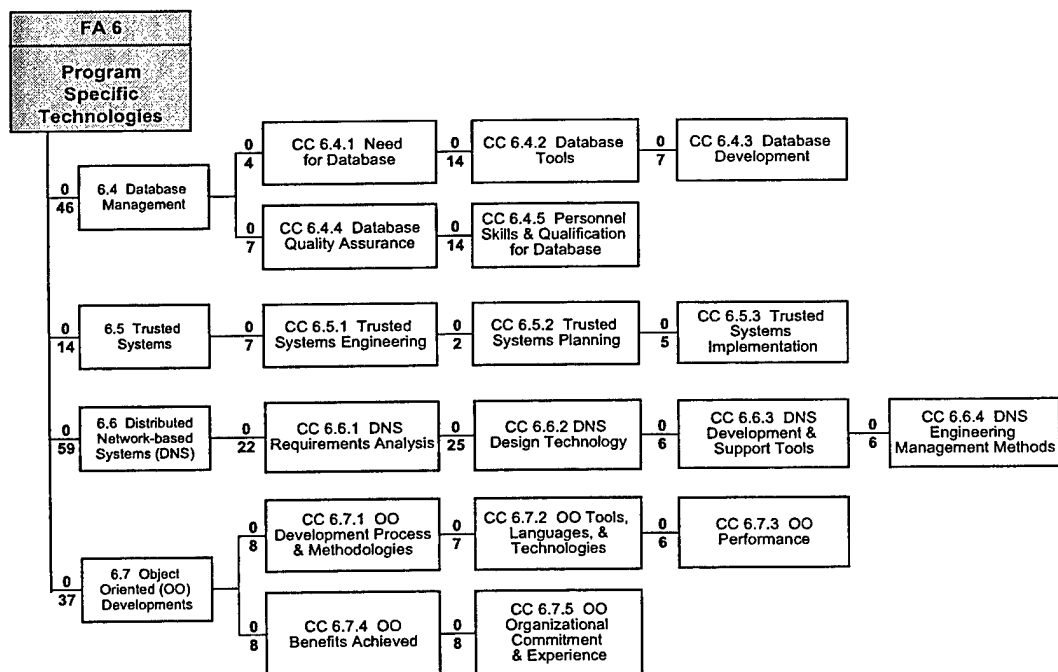 FA 6
Program
Specific
Technologies
0
46
6.4 Database
Management
0
4
CC 6.4.1 Need
for Database
0
14
CC 6.4.2 Database
Tools
0
7
CC 6.4.3 Database
Development
0
7
CC 6.4.4 Database
Quality Assurance
0
14
CC 6.4.5 Personnel
Skills & Qualification
for Database
0
14
6.5 Trusted
Systems
0
7
CC 6.5.1 Trusted
Systems Engineering
0
2
CC 6.5.2 Trusted
Systems Planning
0
5
CC 6.5.3 Trusted
Systems
Implementation
0
59
6.6 Distributed
Network-based
Systems (DNS)
0
22
CC 6.6.1 DNS
Requirements Analysis
0
25
CC 6.6.2 DNS
Design Technology
0
6
CC 6.6.3 DNS
Development &
Support Tools
0
6
CC 6.6.4 DNS
Engineering
Management Methods
0
37
6.7 Object
Oriented (OO)
Developments
0
8
CC 6.7.1 OO
Development Process
& Methodologies
0
7
CC 6.7.2 OO Tools,
Languages, &
Technologies
0
6
CC 6.7.3 OO
Performance
0
8
CC 6.7.4 OO
Benefits Achieved
0
8
CC 6.7.5 OO
Organizational
Commitment
& Experience